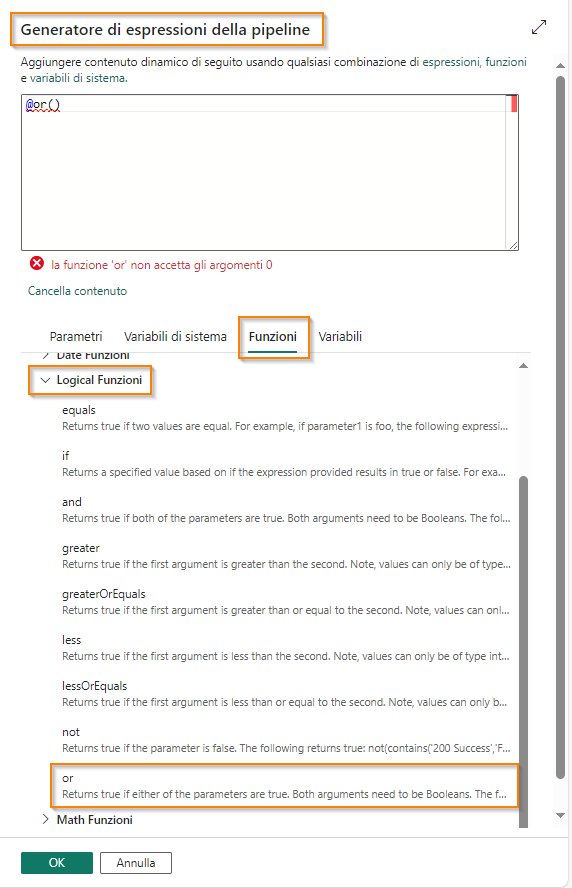 Generatore di espressioni della pipeline
Aggiungere contenuto dinamico di seguito usando qualsiasi combinazione di espressioni, funzioni
e variabili di sistema.
@or()
la funzione 'or' non accetta gli argomenti 0
Cancella contenuto
Parametri Variabili di sistema Funzioni Variabili
Date Funzioni
Logical Funzioni
equals
Returns true if two values are equal. For example, if parameter1 is foo, the following expressi...
if
Returns a specified value based on if the expression provided results in true or false. For exa...
and
Returns true if both of the parameters are true. Both arguments need to be Booleans. The fol...
greater
Returns true if the first argument is greater than the second. Note, values can only be of type...
greaterOrEquals
Returns true if the first argument is greater than or equal to the second. Note, values can onl...
less
Returns true if the first argument is less than the second. Note, values can only be of type int...
lessOrEquals
Returns true if the first argument is less than or equal to the second. Note, values can only b...
not
Returns true if the parameter is false. The following returns true: not(contains('200 Success','F...
or
Returns true if either of the parameters are true. Both arguments need to be Booleans. The f...
Math Funzioni
OK Annulla